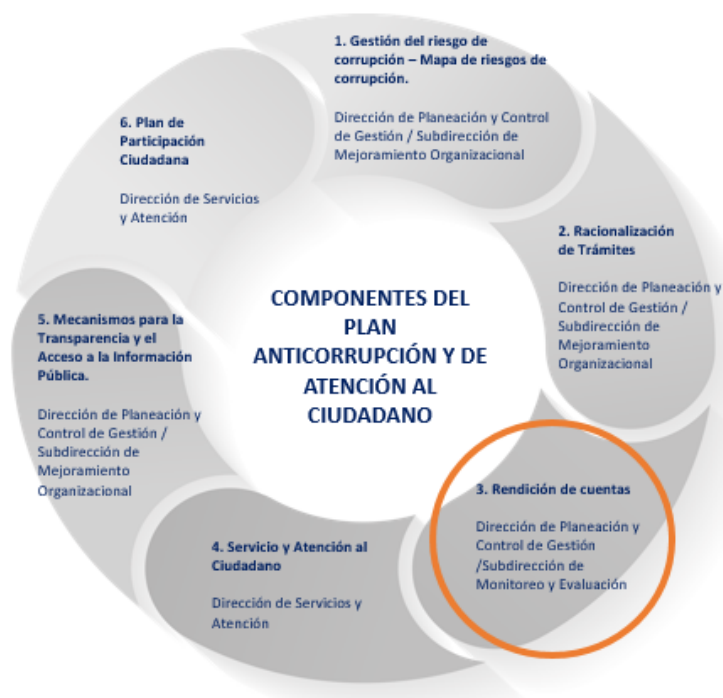 1. Gestión del riesgo de
corrupción – Mapa de riesgos de
corrupción.
Dirección de Planeación y Control
de Gestión / Subdirección de
Mejoramiento Organizacional
2. Racionalización
de Trámites
Dirección de Planeación y
Control de Gestión /
Subdirección de
Mejoramiento
Organizacional
3. Rendición de cuentas
Dirección de Planeación y
Control de Gestión
/Subdirección de
Monitoreo y Evaluación
4. Servicio y Atención al
Ciudadano
Dirección de Servicios y
Atención
5. Mecanismos para la
Transparencia y el
Acceso a la Información
Pública.
Dirección de Planeación y
Control de Gestión /
Subdirección de
Mejoramiento
Organizacional
6. Plan de
Participación
Ciudadana
Dirección de Servicios
y Atención
COMPONENTES DEL
PLAN
ANTICORRUPCIÓN Y DE
ATENCIÓN AL
CIUDADANO